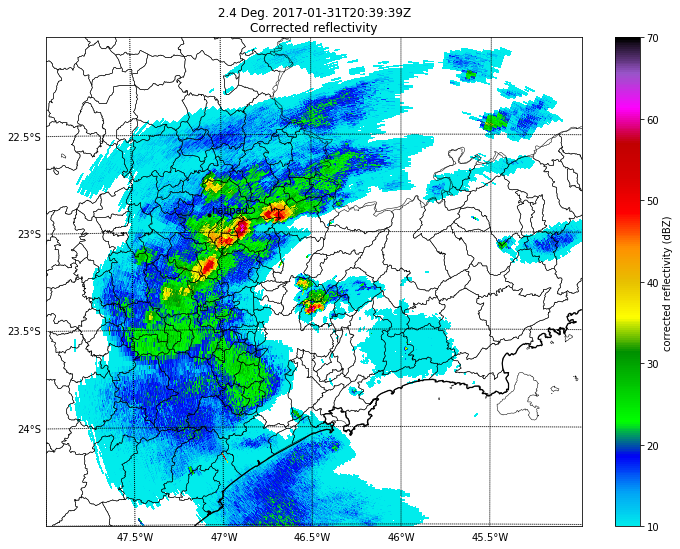 2.4 Deg. 2017-01-31T20:39:39Z
Corrected reflectivity
22.5°S
23°S
23.5°S
24°S
47.5°W
47°W
46.5°W
46°W
45.5°W
70
60
50
40
30
20
10
corrected reflectivity (dBZ)